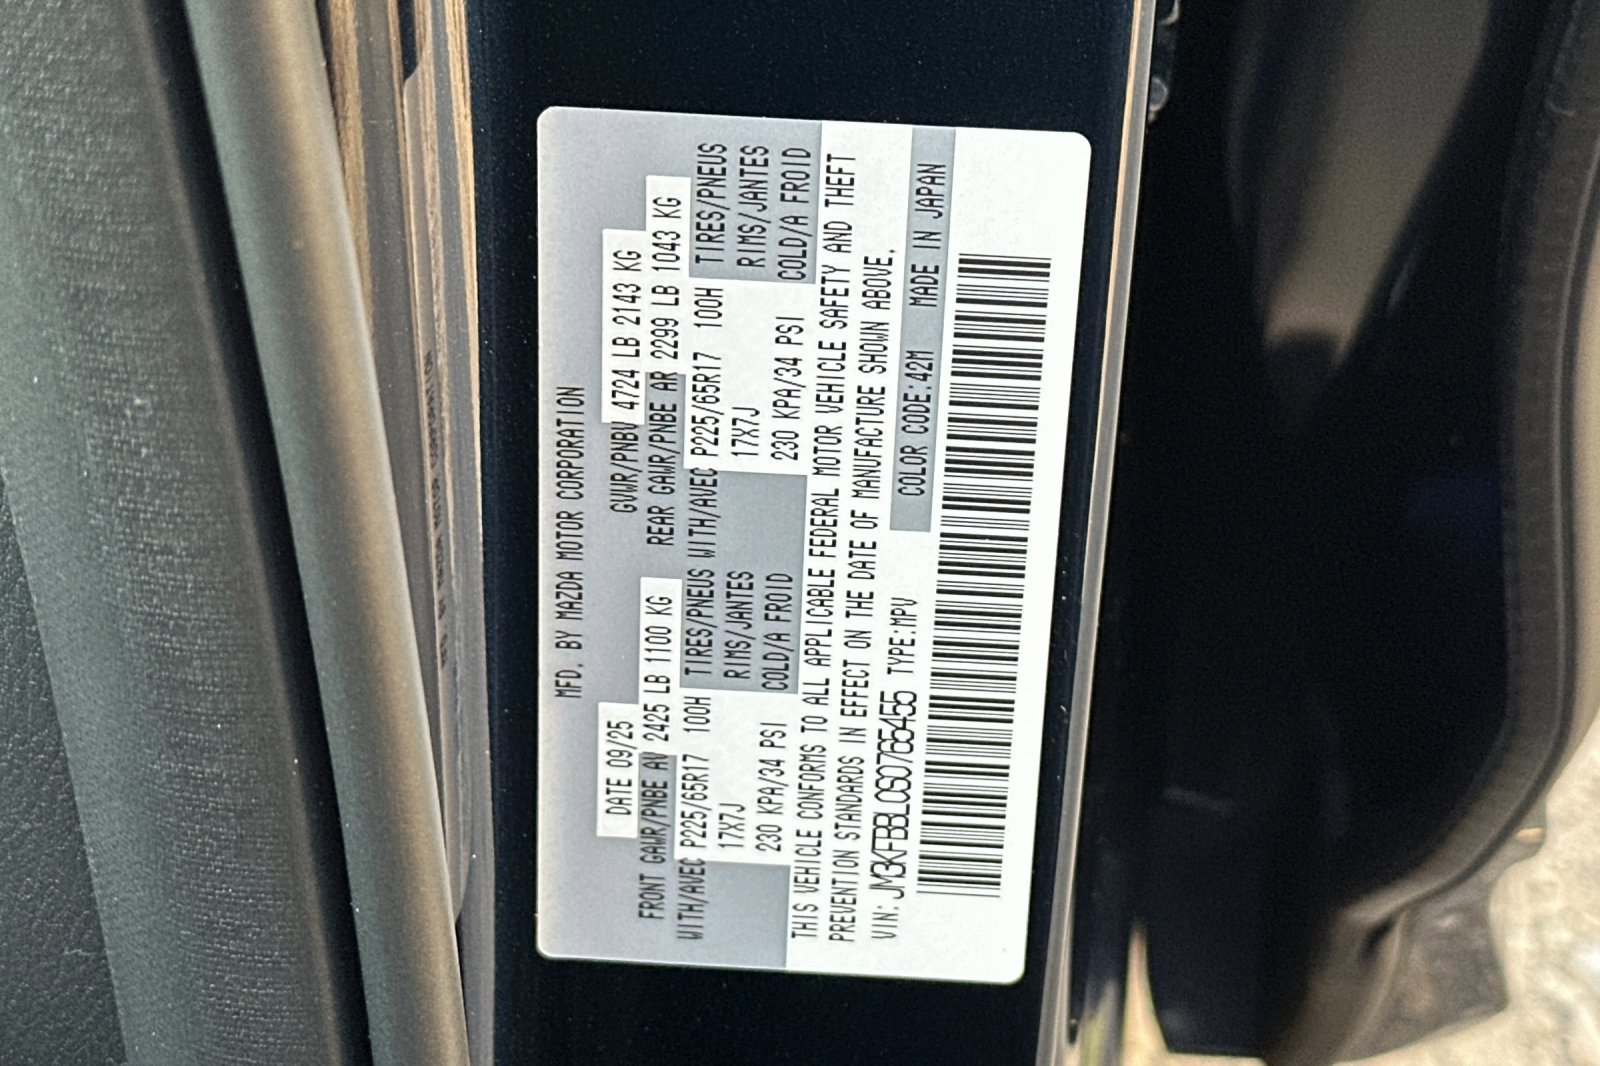 MFD. BY MAZDA MOTOR CORPORATION
DATE 09/25 GVWR/PNBV 4724 LB 2143 KG
FRONT GAWR/PNBE AV 2425 LB 1100 KG REAR GAWR/PNBE AR 2299 LB 1043 KG
WITH/AVEC P225/65R17 100H TIRES/PNEUS WITH/AVEC P225/65R17 100H TIRES/PNEUS
17X7J RIMS/JANTES 17X7J RIMS/JANTES
230 KPA/34 PSI COLD/A FROID 230 KPA/34 PSI COLD/A FROID
THIS VEHICLE CONFORMS TO ALL APPLICABLE FEDERAL MOTOR VEHICLE SAFETY AND THEFT
PREVENTION STANDARDS IN EFFECT ON THE DATE OF MANUFACTURE SHOWN ABOVE.
VIN: JM3KFBBL0S0765455 TYPE:MPV COLOR CODE:42M MADE IN JAPAN